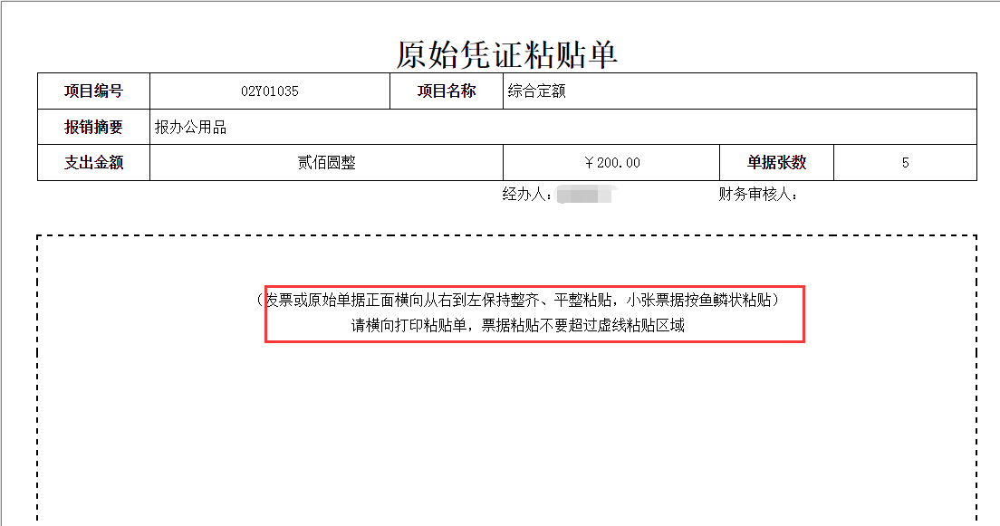 原始凭证粘贴单
项目编号 02Y01035 项目名称 综合定额
报销摘要 报办公用品
支出金额 贰佰圆整 ￥200.00 单据张数 5
经办人: 财务审核人:
（发票或原始单据正面横向从右到左保持整齐、平整粘贴，小张票据按鱼鳞状粘贴）
请横向打印粘贴单，票据粘贴不要超过虚线粘贴区域